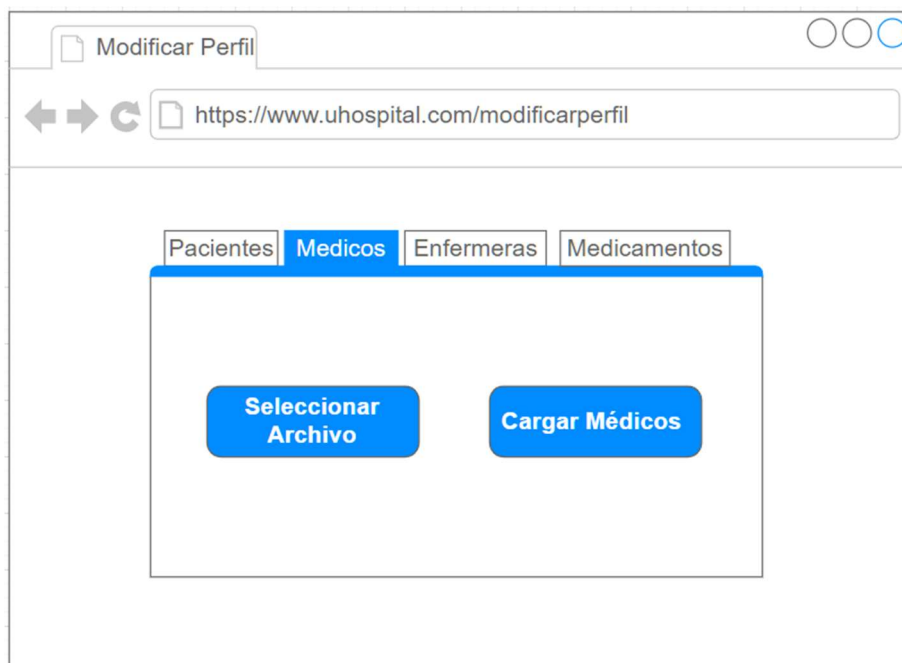 Modificar Perfil
https://www.uhospital.com/modificarperfil
Pacientes Medicos Enfermeras Medicamentos
Seleccionar
Archivo
Cargar Médicos